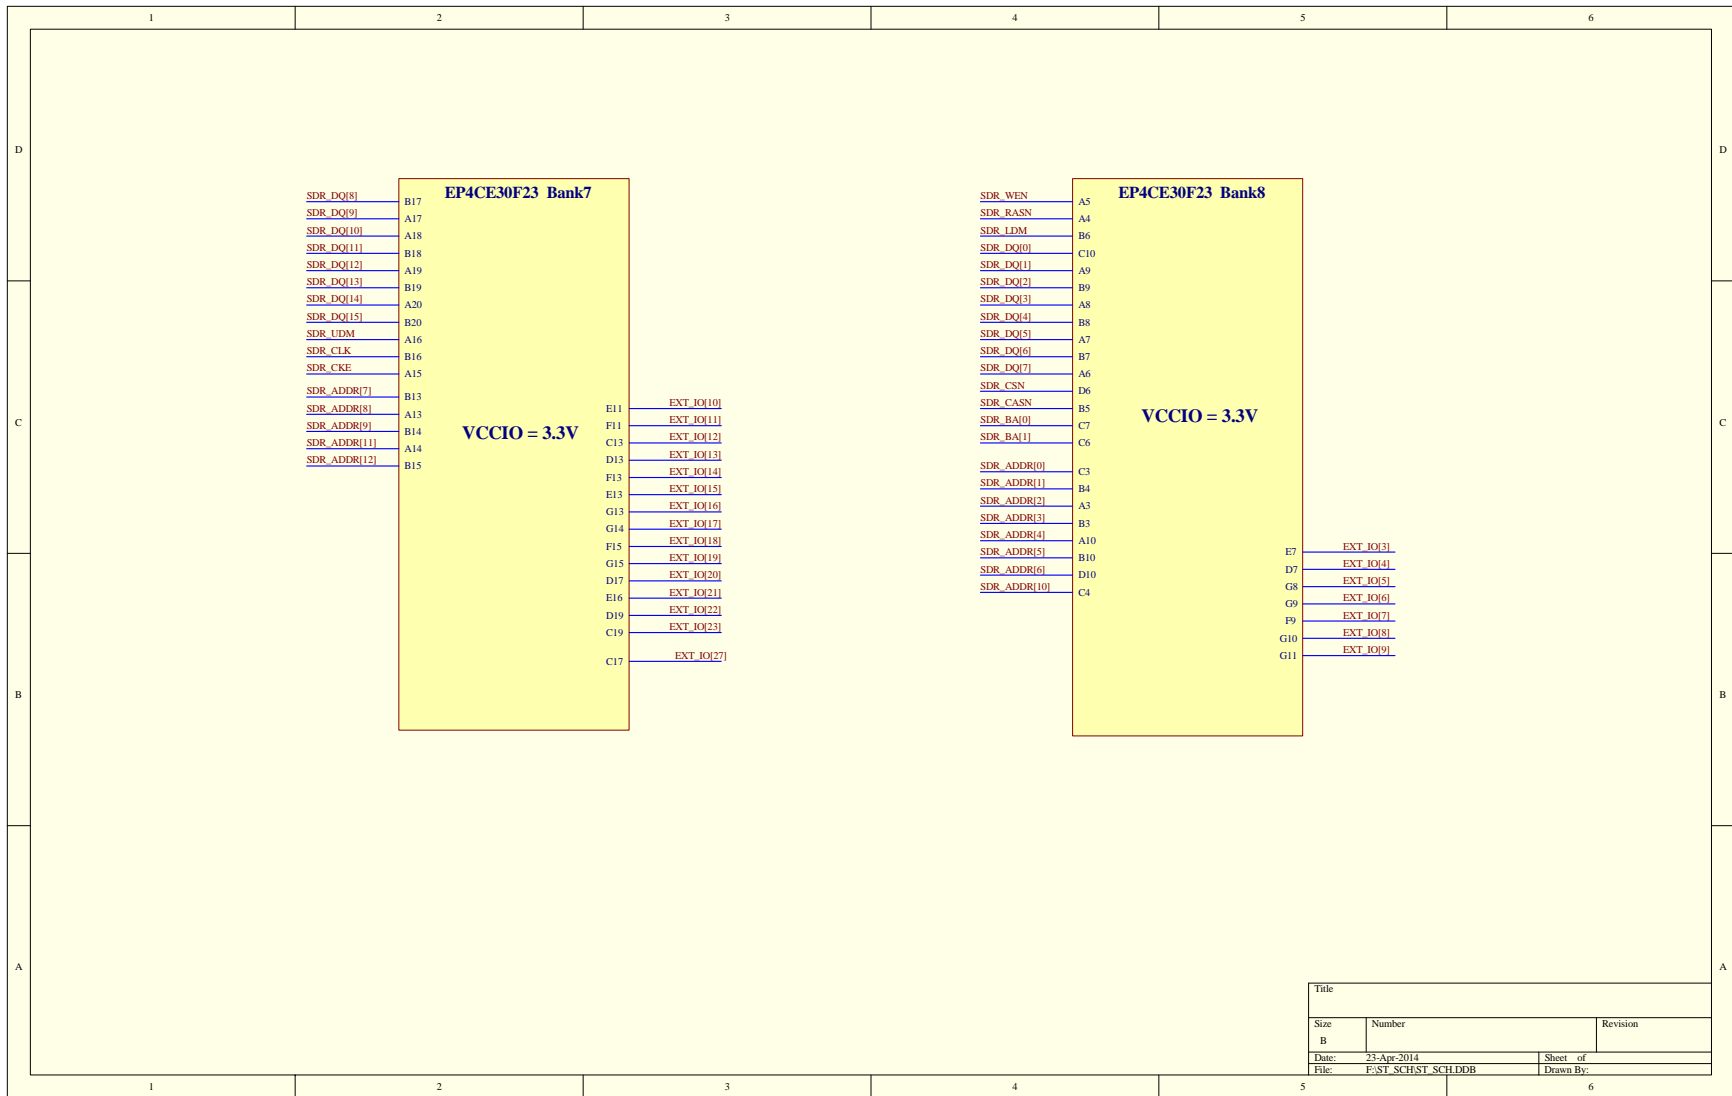 1 2 3 4 5 6
D D
C C
B B
A A
EP4CE30F23 Bank7
SDR_DQ[8] B17
SDR_DQ[9] A17
SDR_DQ[10] A18
SDR_DQ[11] B18
SDR_DQ[12] A19
SDR_DQ[13] B19
SDR_DQ[14] A20
SDR_DQ[15] B20
SDR_UDM A16
SDR_CLK B16
SDR_CKE A15
SDR_ADDR[7] B13
SDR_ADDR[8] A13
SDR_ADDR[9] B14
SDR_ADDR[11] A14
SDR_ADDR[12] B15
VCCIO = 3.3V
E11 EXT_IO[10]
F11 EXT_IO[11]
C13 EXT_IO[12]
D13 EXT_IO[13]
F13 EXT_IO[14]
E13 EXT_IO[15]
G13 EXT_IO[16]
G14 EXT_IO[17]
F15 EXT_IO[18]
G15 EXT_IO[19]
D17 EXT_IO[20]
E16 EXT_IO[21]
D19 EXT_IO[22]
C19 EXT_IO[23]
C17 EXT_IO[27]
EP4CE30F23 Bank8
SDR_WEN A5
SDR_RASN A4
SDR_LDM B6
SDR_DQ[0] C10
SDR_DQ[1] A9
SDR_DQ[2] B9
SDR_DQ[3] A8
SDR_DQ[4] B8
SDR_DQ[5] A7
SDR_DQ[6] B7
SDR_DQ[7] A6
SDR_CSN D6
SDR_CASN B5
SDR_BA[0] C7
SDR_BA[1] C6
SDR_ADDR[0] C3
SDR_ADDR[1] B4
SDR_ADDR[2] A3
SDR_ADDR[3] B3
SDR_ADDR[4] A10
SDR_ADDR[5] B10
SDR_ADDR[6] D10
SDR_ADDR[10] C4
VCCIO = 3.3V
E7 EXT_IO[3]
D7 EXT_IO[4]
G8 EXT_IO[5]
G9 EXT_IO[6]
F9 EXT_IO[7]
G10 EXT_IO[8]
G11 EXT_IO[9]
Title
Size Number Revision
B
Date: 23-Apr-2014 Sheet of
File: F:\ST_SCH\ST_SCH.DDB Drawn By:
1 2 3 4 5 6